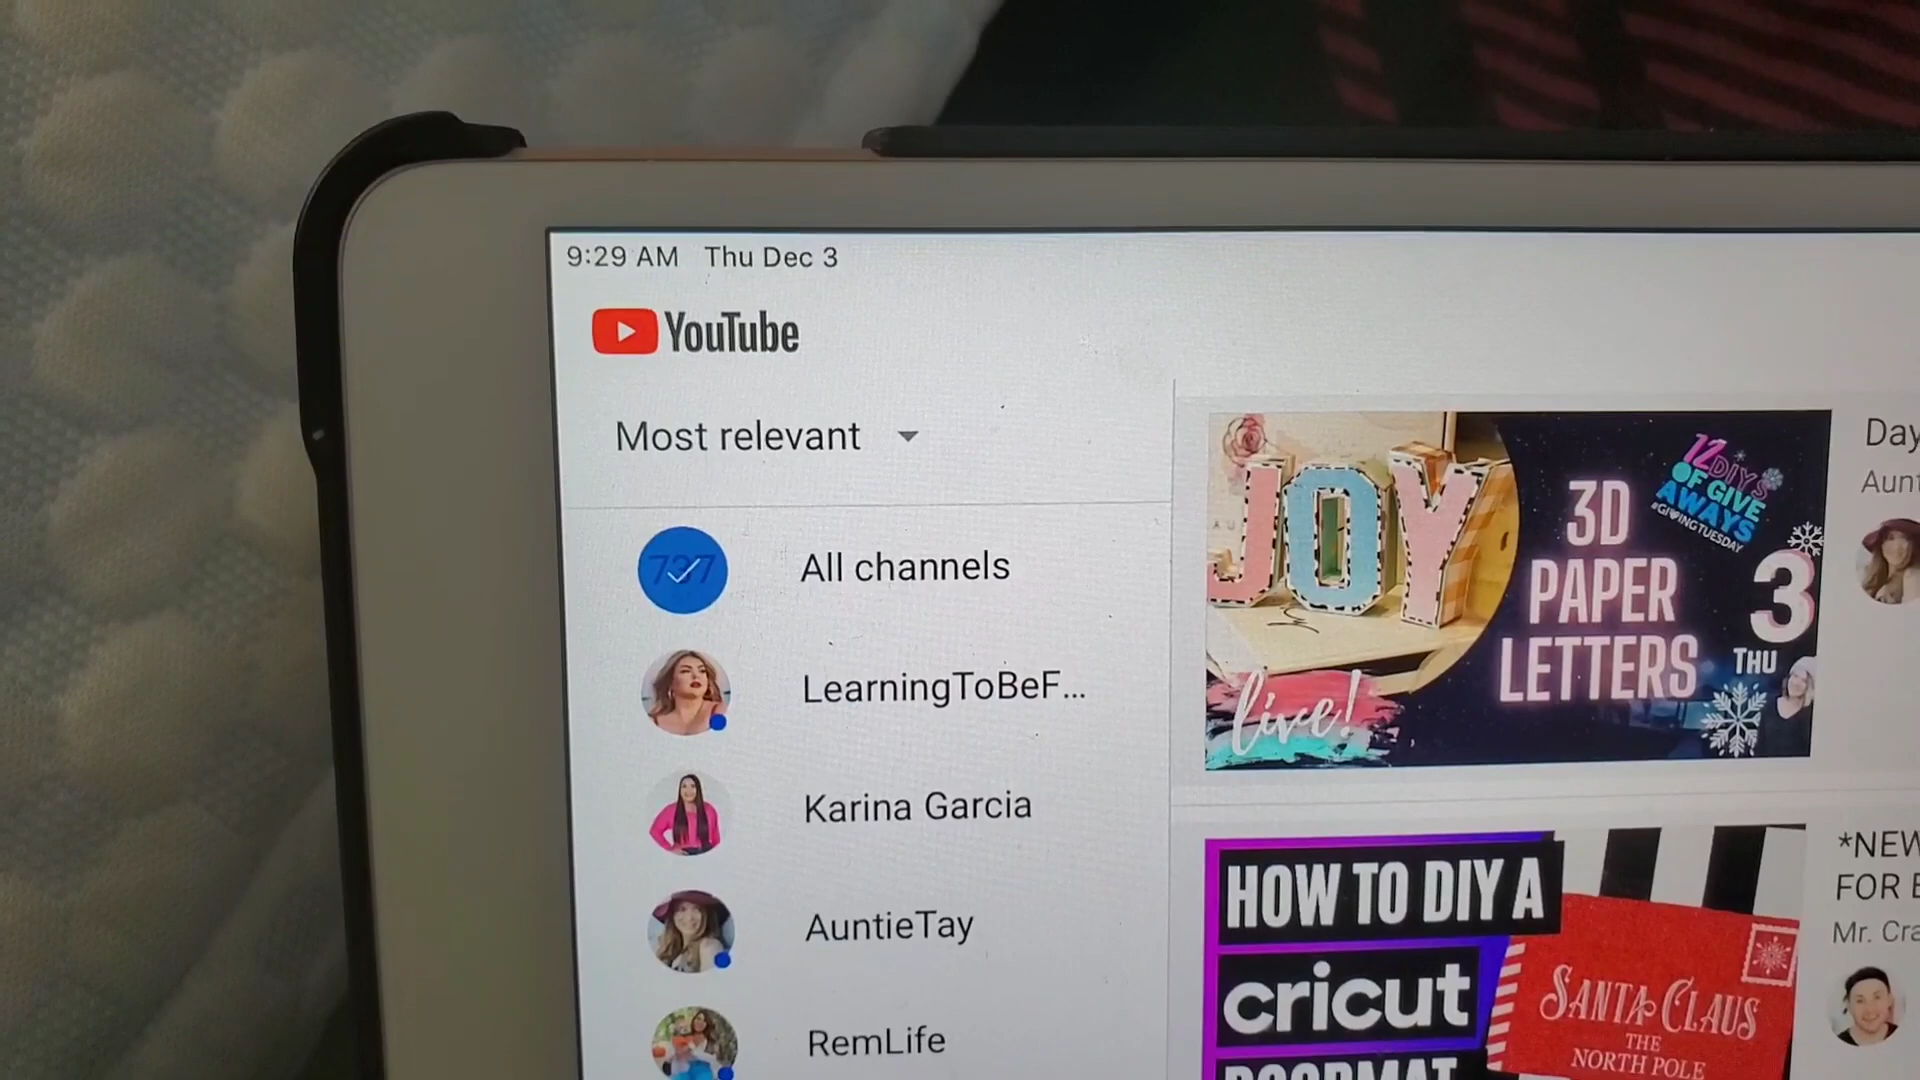 9:29 AM Thu Dec 3
YouTube
Most relevant
737
All channels
LearningToBeF...
Karina Garcia
AuntieTay
RemLife
JOY
live!
3D
PAPER
LETTERS
12 DIYS
OF GIVE
AWAYS
#GIVINGTUESDAY
3
THU
Day
Aunt
HOW TO DIY A
cricut
DOORMAT
SANTA CLAUS
THE
NORTH POLE
*NEW
FOR
Mr. Cra